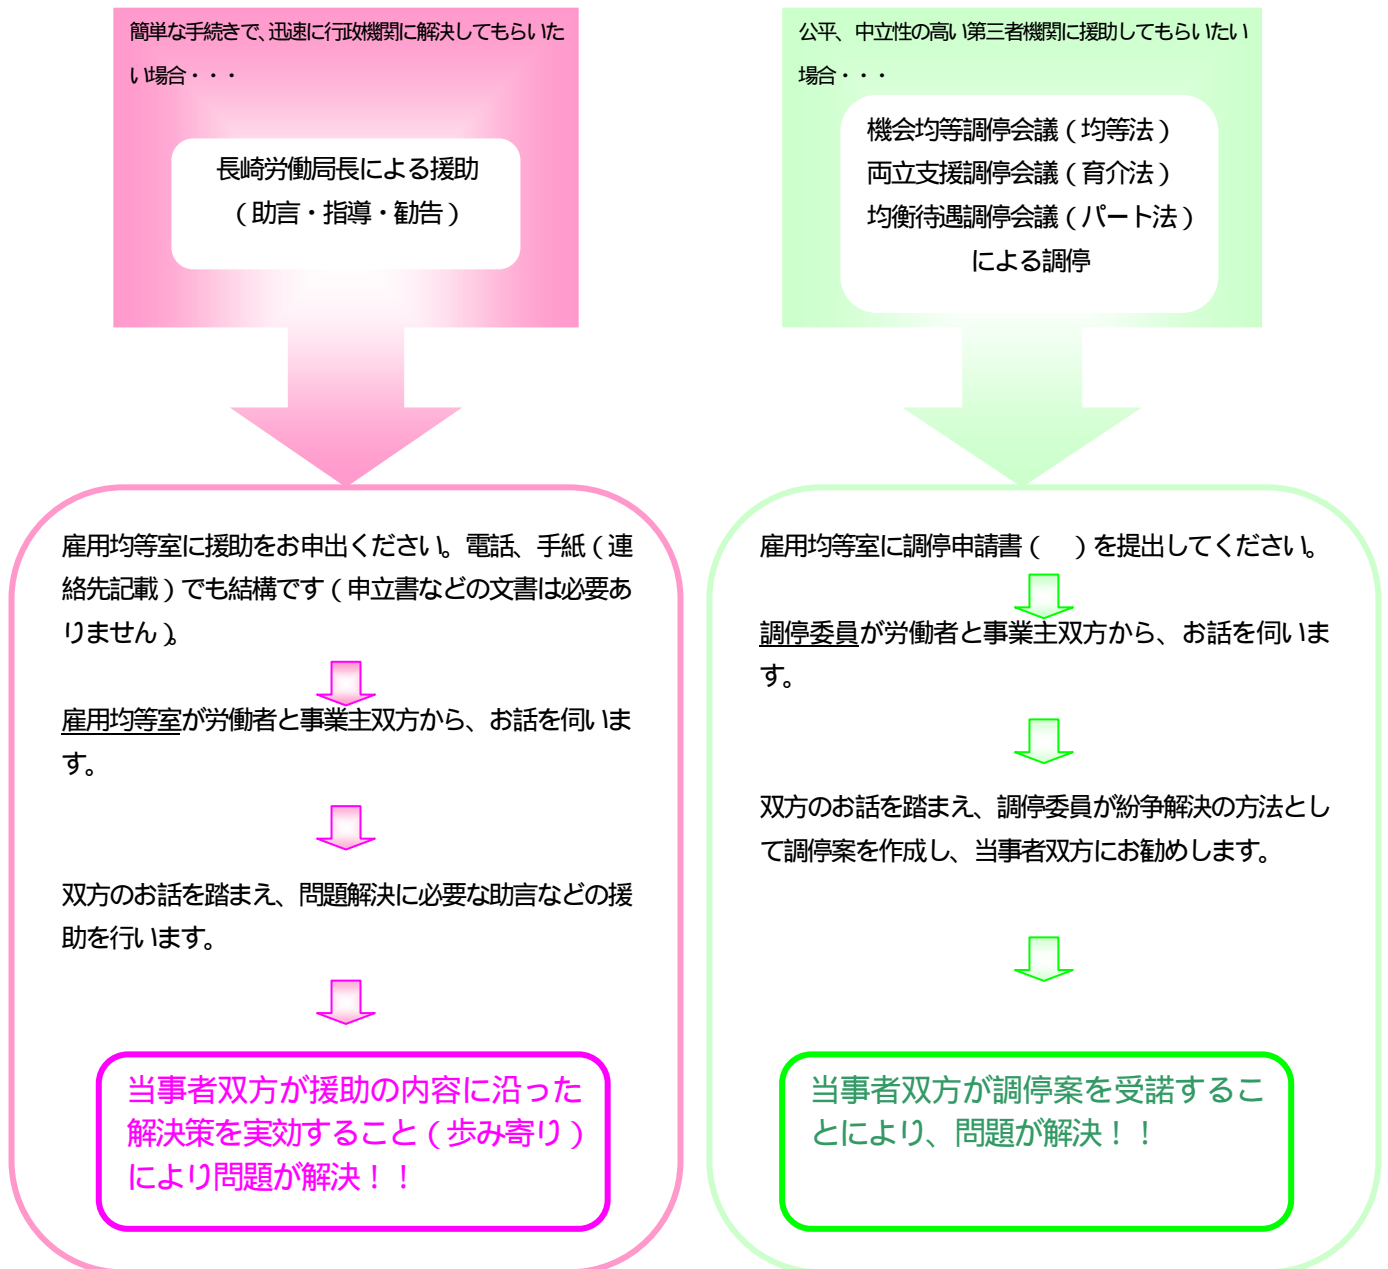 簡単な手続きで、迅速に行政機関に解決してもらいた
い場合・・・
長崎労働局長による援助
（助言・指導・勧告）
雇用均等室に援助をお申出ください。電話、手紙（連
絡先記載）でも結構です（申立書などの文書は必要あ
りません）。
雇用均等室が労働者と事業主双方から、お話を伺いま
す。
双方のお話を踏まえ、問題解決に必要な助言などの援
助を行います。
当事者双方が援助の内容に沿った
解決策を実効すること（歩み寄り）
により問題が解決！！
公平、中立性の高い第三者機関に援助してもらいたい
場合・・・
機会均等調停会議（均等法）
両立支援調停会議（育介法）
均衡待遇調停会議（パート法）
による調停
雇用均等室に調停申請書（　）を提出してください。
調停委員が労働者と事業主双方から、お話を伺いま
す。
双方のお話を踏まえ、調停委員が紛争解決の方法とし
て調停案を作成し、当事者双方にお勧めします。
当事者双方が調停案を受諾するこ
とにより、問題が解決！！